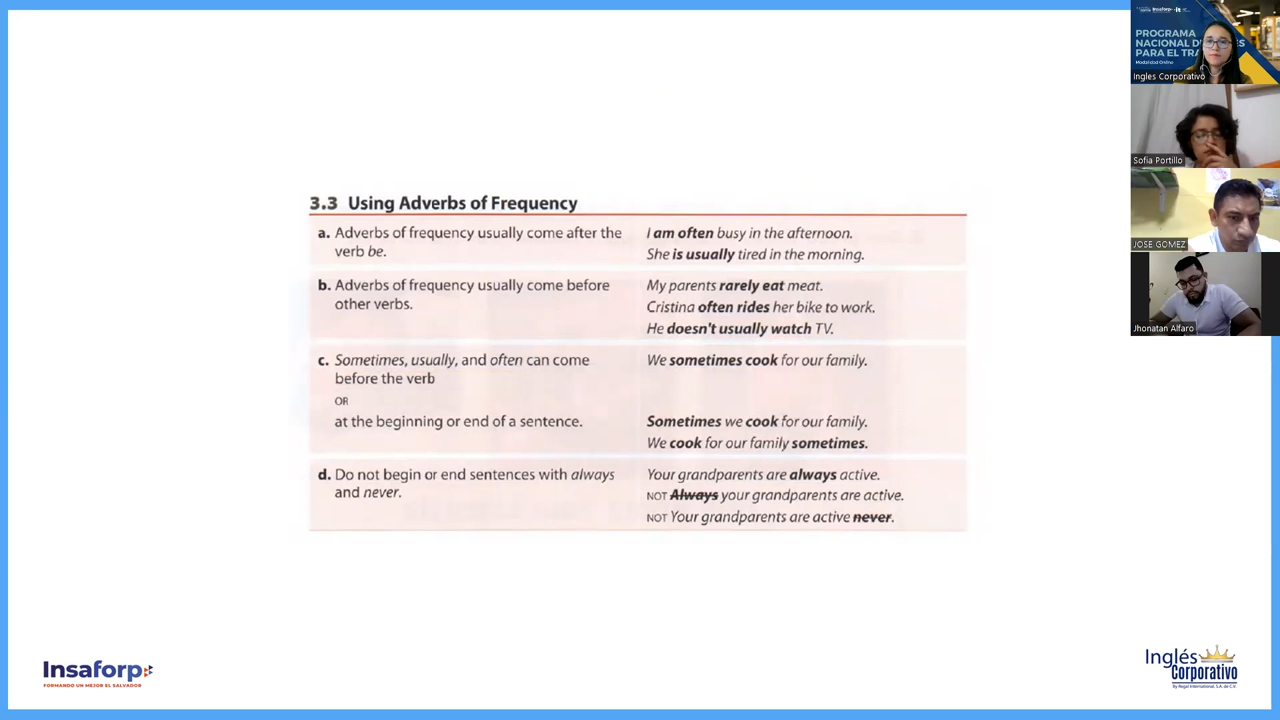 3.3 Using Adverbs of Frequency
a. Adverbs of frequency usually come after the
verb be.
I am often busy in the afternoon.
She is usually tired in the morning.
b. Adverbs of frequency usually come before
other verbs.
My parents rarely eat meat.
Cristina often rides her bike to work.
He doesn't usually watch TV.
c. Sometimes, usually, and often can come
before the verb
OR
at the beginning or end of a sentence.
We sometimes cook for our family.
Sometimes we cook for our family.
We cook for our family sometimes.
d. Do not begin or end sentences with always
and never.
Your grandparents are always active.
NOT Always your grandparents are active.
NOT Your grandparents are active never.
Insaforp
FORMANDO UN MEJOR EL SALVADOR
Inglés
Corporativo
By Regal International, S.A. de C.V.
Insaforp
PROGRAMA
NACIONAL
PARA EL
Modalidad Online
Ingles Corporativo
Sofia Portillo
JOSE GOMEZ
Jhonatan Alfaro